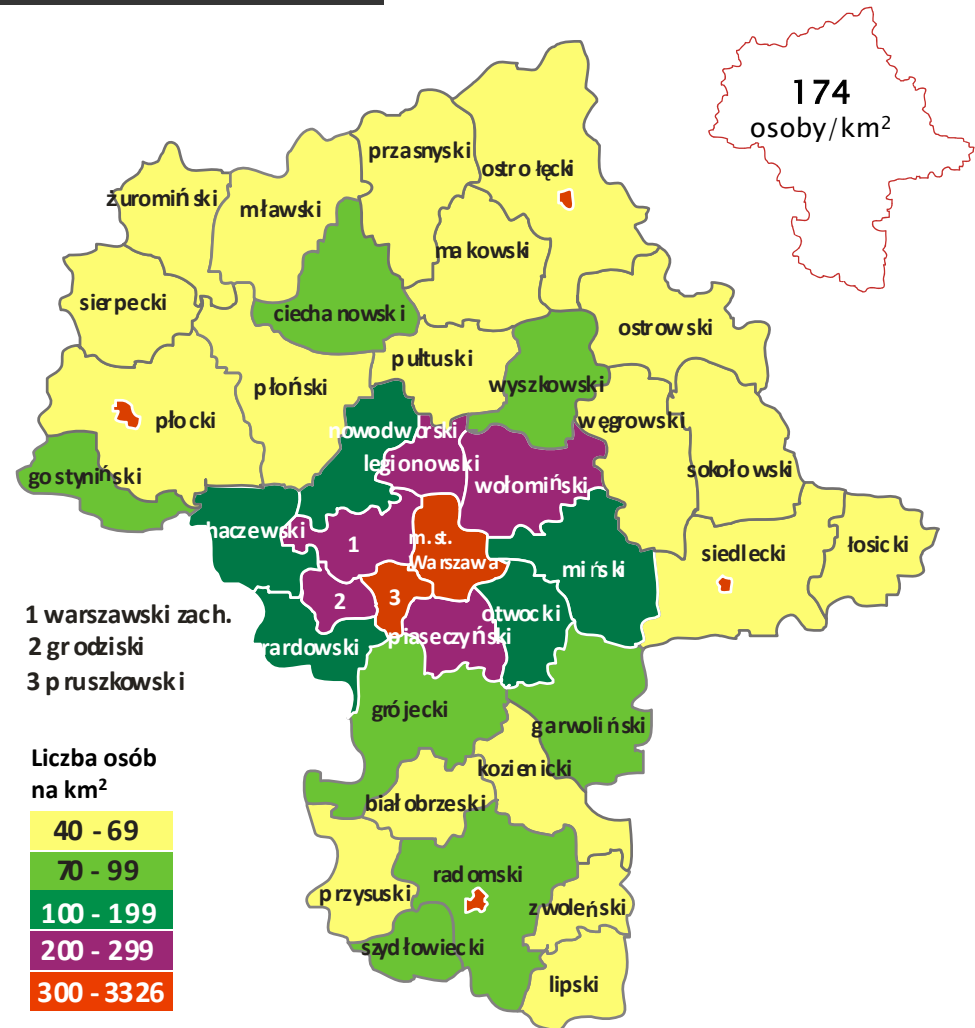 174
osoby/km²
przasnyski
ostrołęcki
żuromiński
mławski
makowski
sierpecki
ciechanowski
ostrowski
pułtuski
płoński
wyszkowski
płocki
nowodworski
węgrowski
legionowski
gostyniński
wołomiński
sokołowski
haczewski
1
m.st.
Warszawa
siedlecki
łosicki
miński
2
3
otwocki
piaseczyński
rardowski
1 warszawski zach.
2 grodziski
3 pruszkowski
grójecki
garwoliński
kozienicki
białobrzeski
Liczba osób
na km²
40 - 69
70 - 99
100 - 199
200 - 299
300 - 3326
radomski
przysuski
zwoleński
szydłowiecki
lipski